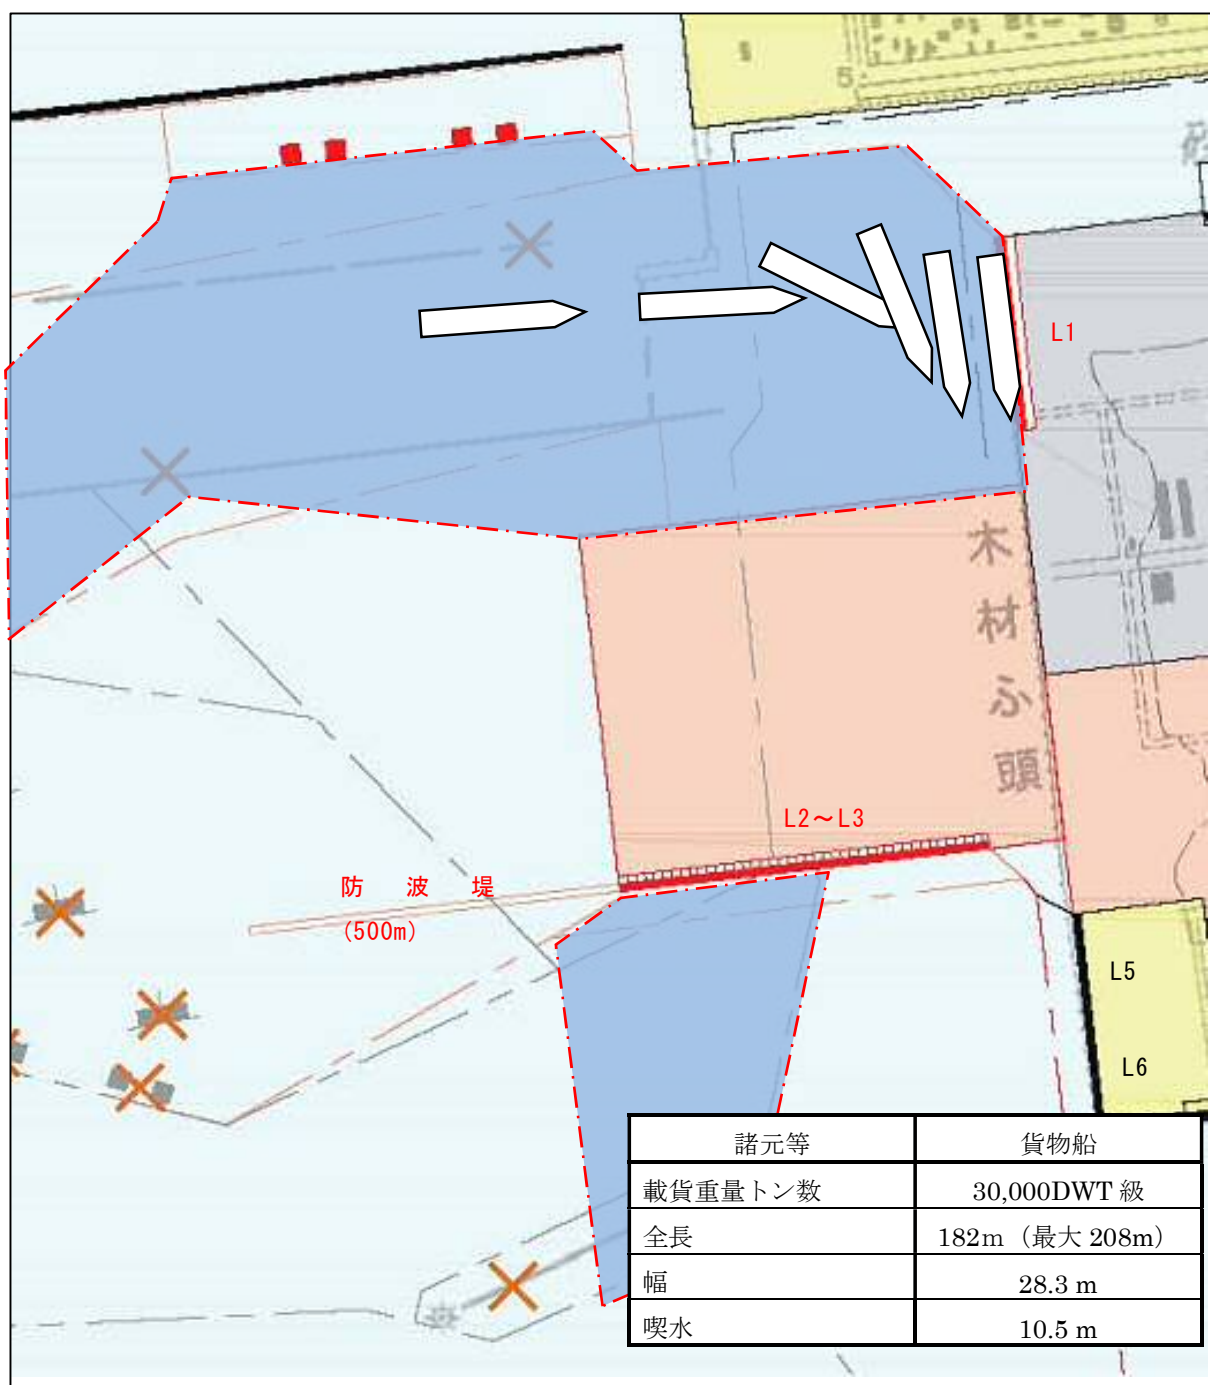 5
L1
木材ふ頭
L2～L3
防波堤
(500m)
L5
L6
諸元等 貨物船
載貨重量トン数 30,000DWT 級
全長 182m（最大 208m）
幅 28.3 m
喫水 10.5 m